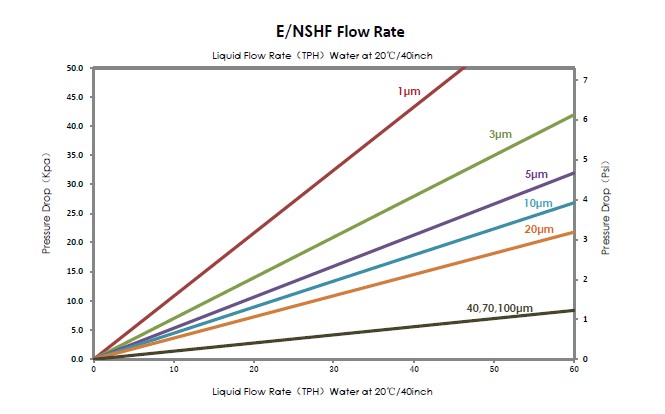 E/NSHF Flow Rate
Liquid Flow Rate（TPH）Water at 20℃/40inch
50.0
45.0
40.0
35.0
30.0
25.0
20.0
15.0
10.0
5.0
0.0
Pressure Drop（Kpa）
1μm
3μm
5μm
10μm
20μm
40,70,100μm
7
6
5
4
3
2
1
0
Pressure Drop（Psi）
0 10 20 30 40 50 60
Liquid Flow Rate（TPH）Water at 20℃/40inch